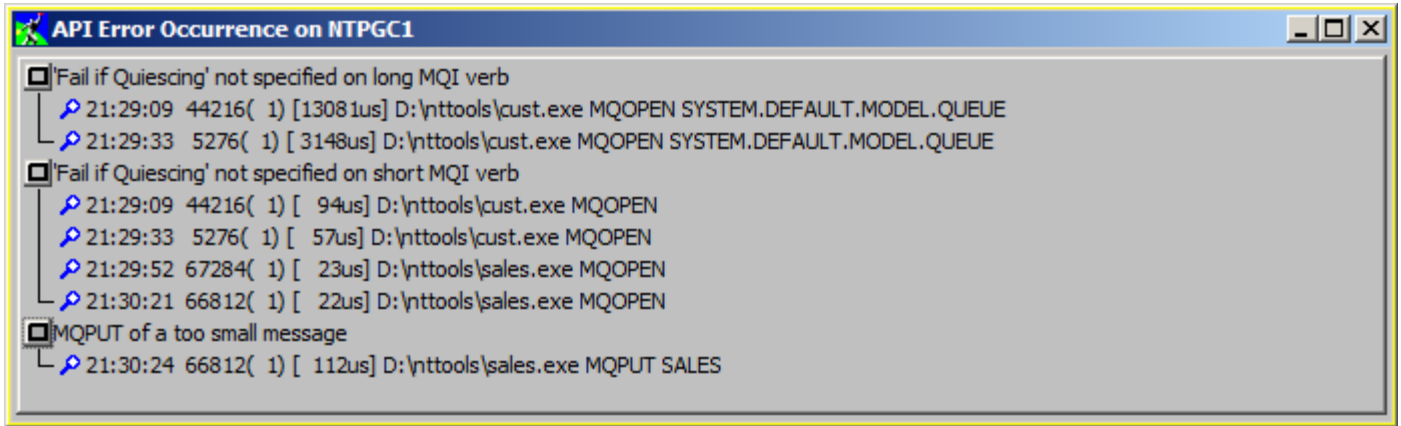 API Error Occurrence on NTPGC1
'Fail if Quiescing' not specified on long MQI verb
21:29:09 44216( 1) [13081us] D:\nttools\cust.exe MQOPEN SYSTEM.DEFAULT.MODEL.QUEUE
21:29:33 5276( 1) [ 3148us] D:\nttools\cust.exe MQOPEN SYSTEM.DEFAULT.MODEL.QUEUE
'Fail if Quiescing' not specified on short MQI verb
21:29:09 44216( 1) [ 94us] D:\nttools\cust.exe MQOPEN
21:29:33 5276( 1) [ 57us] D:\nttools\cust.exe MQOPEN
21:29:52 67284( 1) [ 23us] D:\nttools\sales.exe MQOPEN
21:30:21 66812( 1) [ 22us] D:\nttools\sales.exe MQOPEN
MQPUT of a too small message
21:30:24 66812( 1) [ 112us] D:\nttools\sales.exe MQPUT SALES